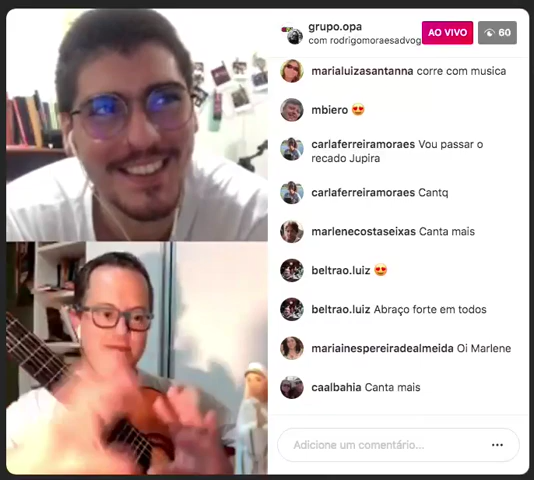 grupo.opa
com rodrigomoraesadvog
AO VIVO
60
marialuizasantanna corre com musica
mbiero 😍
carlaferreiramoraes Vou passar o
recado Jupira
carlaferreiramoraes Cantq
marlenecostaseixas Canta mais
beltrao.luiz 😍
beltrao.luiz Abraço forte em todos
mariainespereiradealmeida Oi Marlene
caalbahia Canta mais
Adicione um comentário...